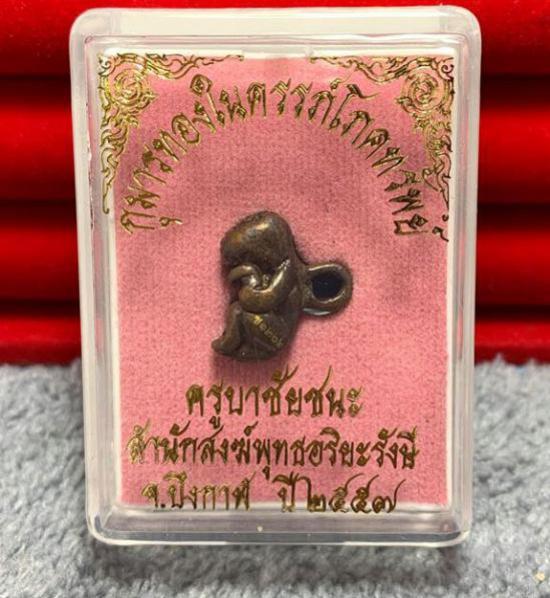 กุมารทองในครรภ์โภคทรัพย์
ครูบาชัยชนะ
สำนักสงฆ์พุทธอริยะรังษี
จ.บึงกาฬ ปี๒๕๕๗